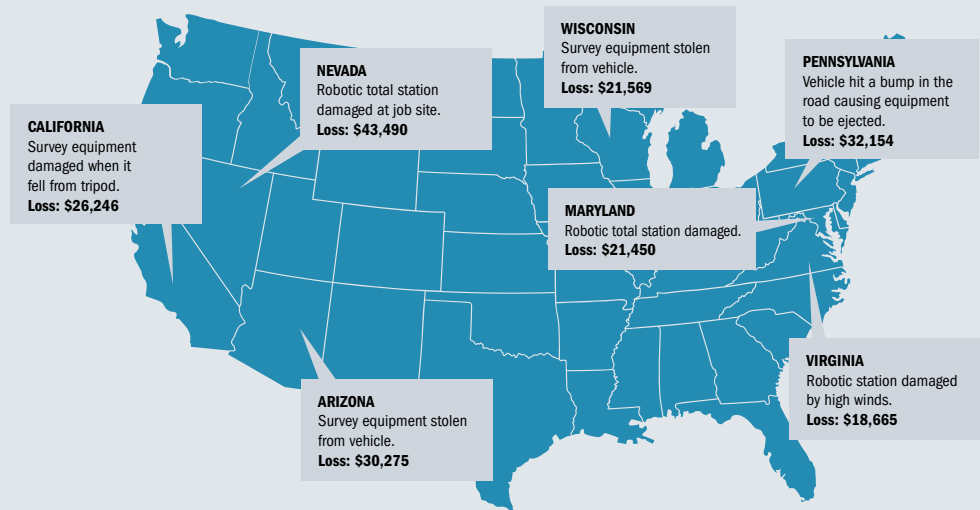 WISCONSIN
Survey equipment stolen
from vehicle.
Loss: $21,569
NEVADA
Robotic total station
damaged at job site.
Loss: $43,490
PENNSYLVANIA
Vehicle hit a bump in the
road causing equipment
to be ejected.
Loss: $32,154
CALIFORNIA
Survey equipment
damaged when it
fell from tripod.
Loss: $26,246
MARYLAND
Robotic total station damaged.
Loss: $21,450
VIRGINIA
Robotic station damaged
by high winds.
Loss: $18,665
ARIZONA
Survey equipment stolen
from vehicle.
Loss: $30,275